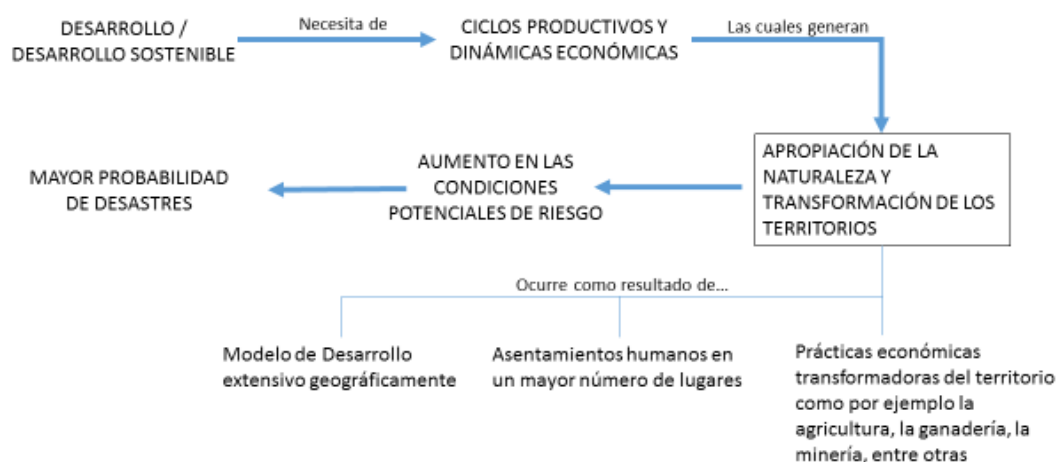 DESARROLLO /
DESARROLLO SOSTENIBLE
Necesita de
CICLOS PRODUCTIVOS Y
DINÁMICAS ECONÓMICAS
Las cuales generan
APROPIACIÓN DE LA
NATURALEZA Y
TRANSFORMACIÓN DE LOS
TERRITORIOS
AUMENTO EN LAS
CONDICIONES
POTENCIALES DE RIESGO
MAYOR PROBABILIDAD
DE DESASTRES
Ocurre como resultado de...
Modelo de Desarrollo
extensivo geográficamente
Asentamientos humanos en
un mayor número de lugares
Prácticas económicas
transformadoras del territorio
como por ejemplo la
agricultura, la ganadería, la
minería, entre otras